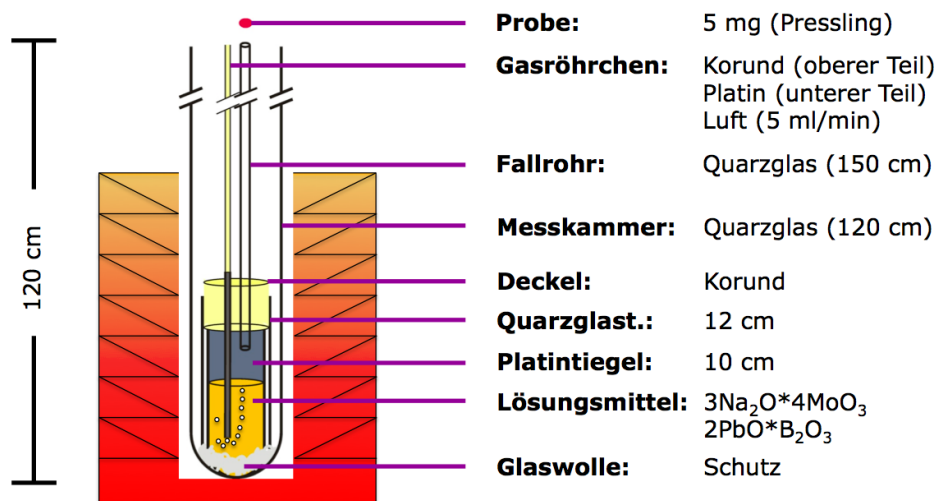 Probe: 5 mg (Pressling)
Gasröhrchen: Korund (oberer Teil)
Platin (unterer Teil)
Luft (5 ml/min)
Fallrohr: Quarzglas (150 cm)
Messkammer: Quarzglas (120 cm)
Deckel: Korund
Quarzglast.: 12 cm
Platintiegel: 10 cm
Lösungsmittel: 3Na₂O*4MoO₃
2PbO*B₂O₃
Glaswolle: Schutz
120 cm